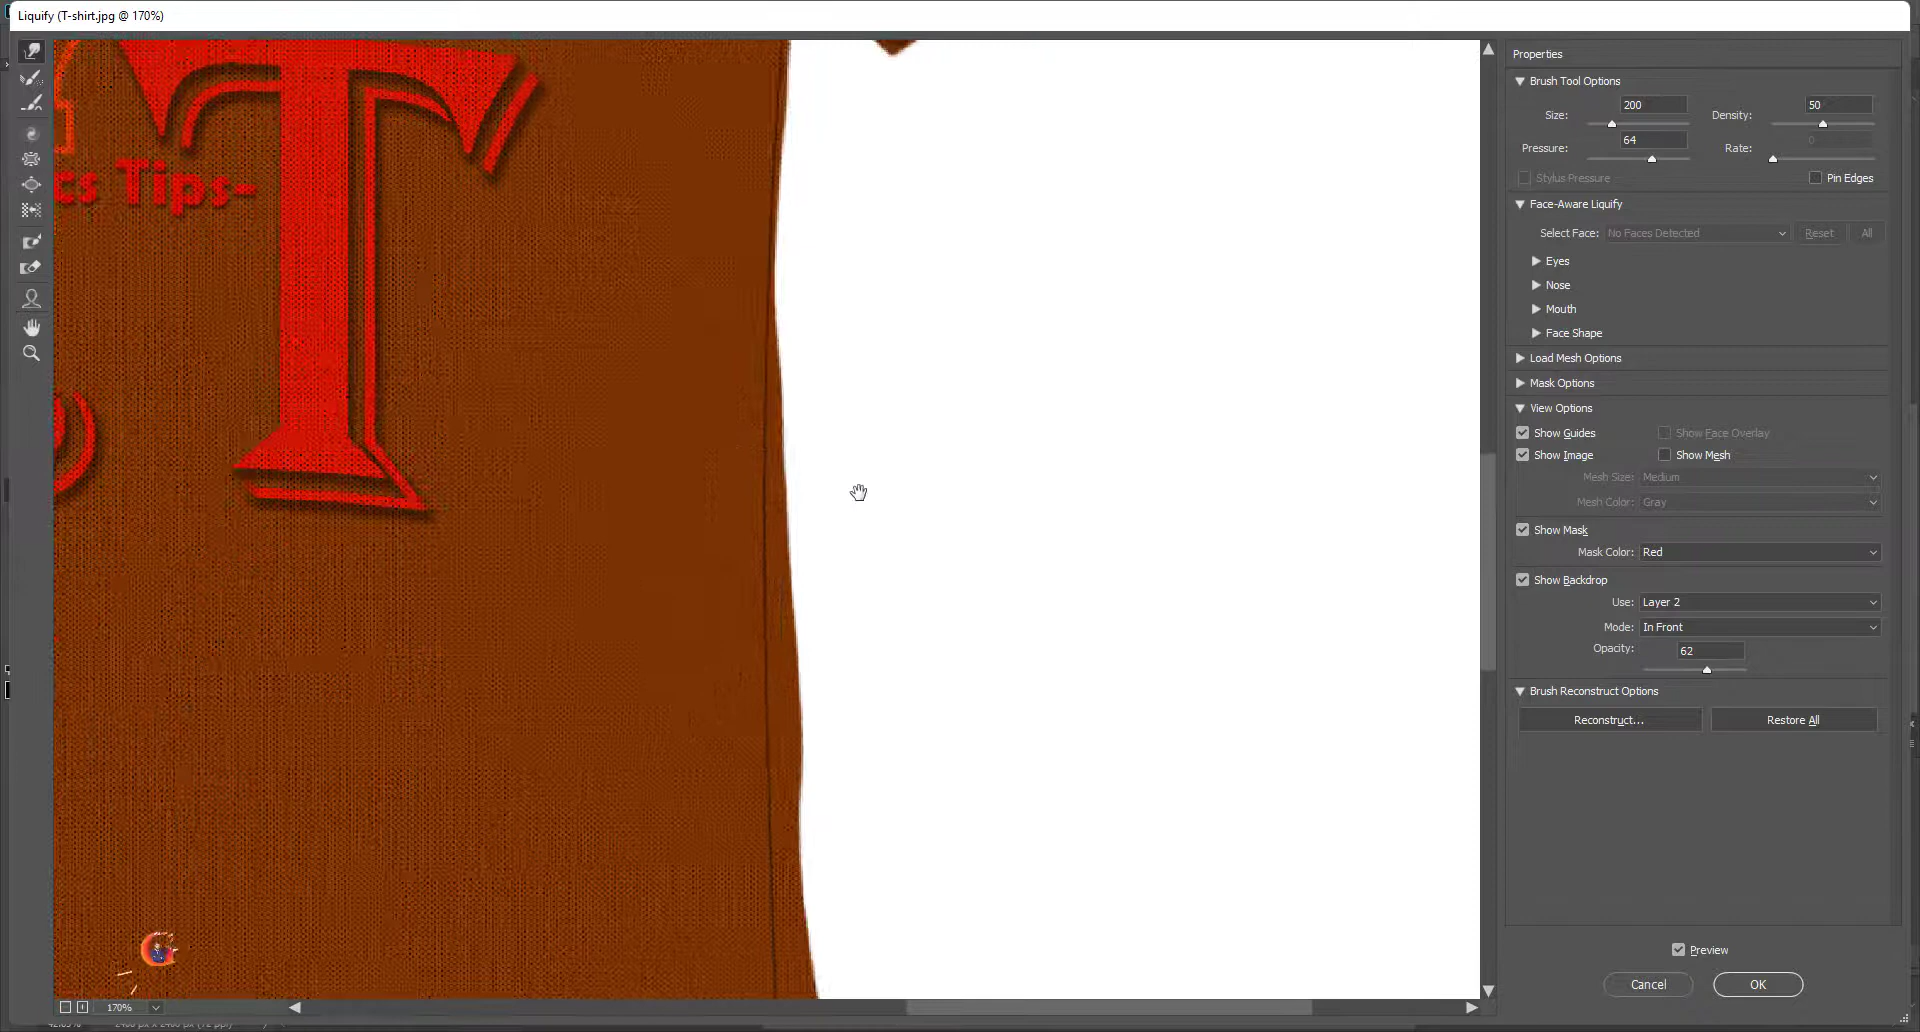 Liquify (T-shirt.jpg @ 170%)
T
cs Tips-
Properties
Brush Tool Options
Size: 200 Density: 50
Pressure: 64 Rate: 0
Stylus Pressure Pin Edges
Face-Aware Liquify
Select Face: No Faces Detected Reset All
Eyes
Nose
Mouth
Face Shape
Load Mesh Options
Mask Options
View Options
Show Guides Show Face Overlay
Show Image Show Mesh
Mesh Size: Medium
Mesh Color: Gray
Show Mask
Mask Color: Red
Show Backdrop
Use: Layer 2
Mode: In Front
Opacity: 62
Brush Reconstruct Options
Reconstruct... Restore All
Preview
Cancel OK
170%